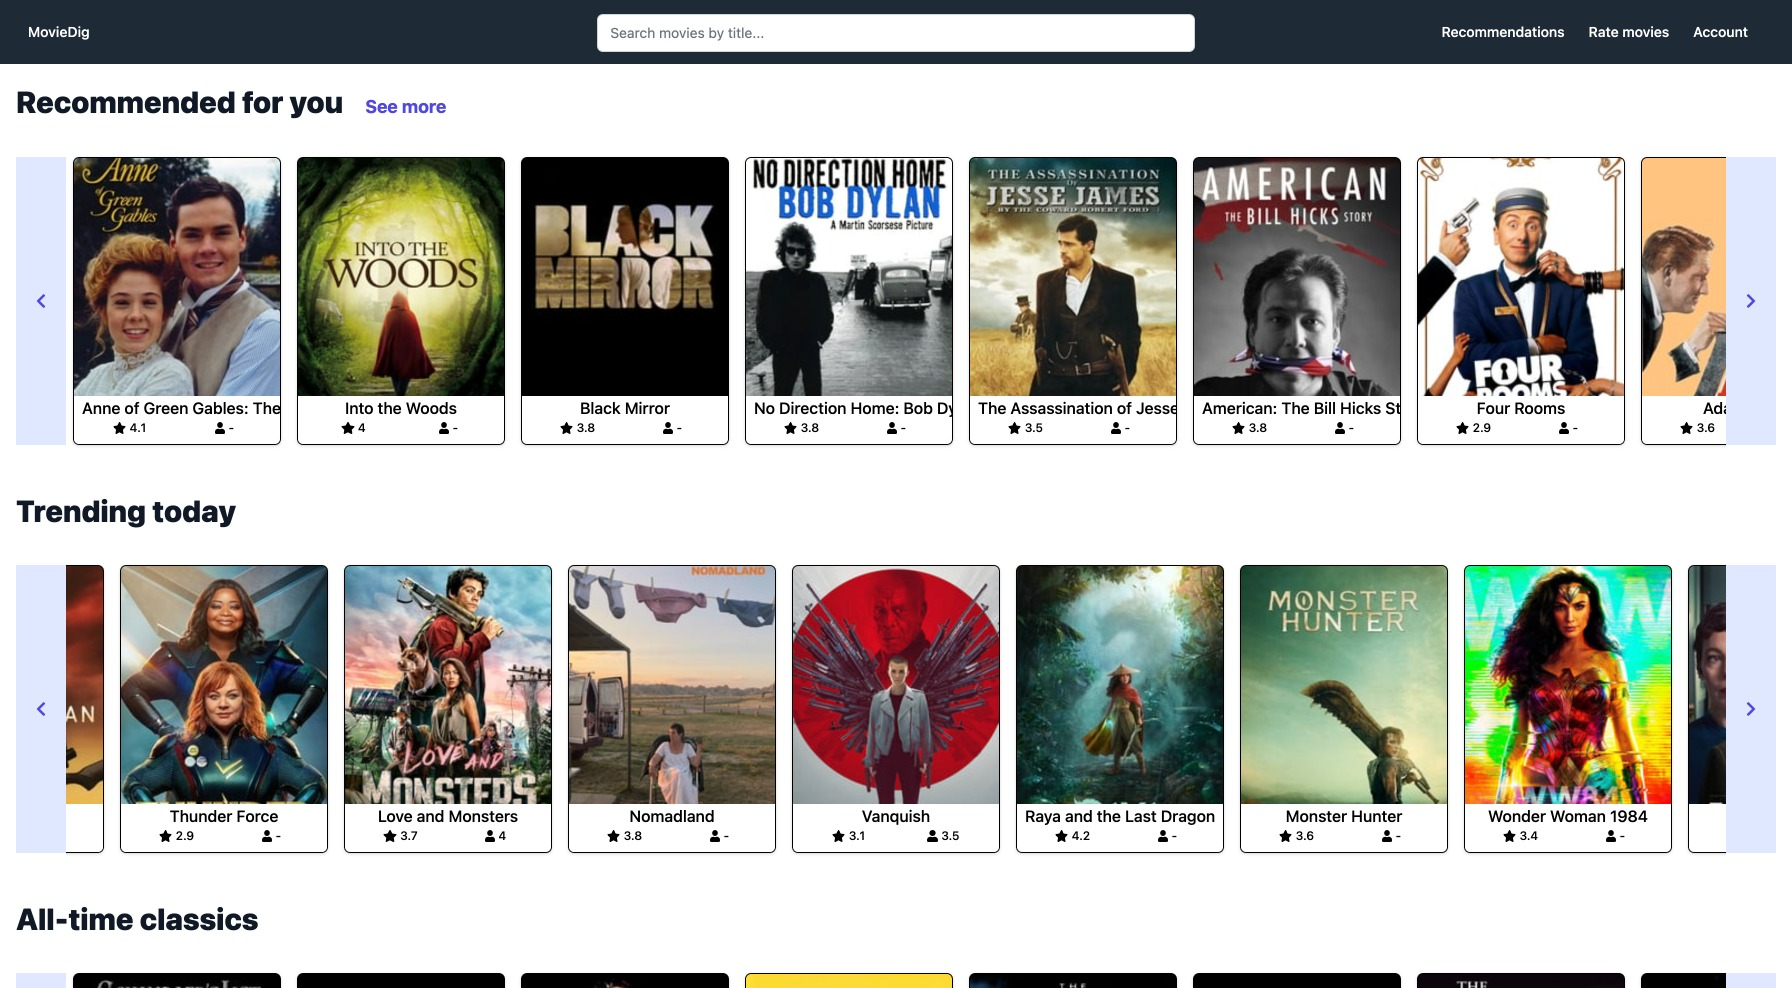 MovieDig
Search movies by title...
Recommendations
Rate movies
Account
Recommended for you
See more
Anne
of
Green
Gables
INTO THE
WOODS
BLACK
MIRROR
NO DIRECTION HOME
BOB DYLAN
A Martin Scorsese Picture
THE ASSASSINATION
OF
JESSE JAMES
BY THE COWARD ROBERT FORD
AMERICAN
THE BILL HICKS STORY
FOUR
ROOMS
Anne of Green Gables: The
4.1
-
Into the Woods
4
-
Black Mirror
3.8
-
No Direction Home: Bob Dy
3.8
-
The Assassination of Jesse
3.5
-
American: The Bill Hicks St
3.8
-
Four Rooms
2.9
-
Ada
3.6
Trending today
AN
LOVE AND
MONSTERS
NOMADLAND
MONSTER
HUNTER
Thunder Force
2.9
-
Love and Monsters
3.7
4
Nomadland
3.8
-
Vanquish
3.1
3.5
Raya and the Last Dragon
4.2
-
Monster Hunter
3.6
-
Wonder Woman 1984
3.4
-
All-time classics
THE
THE